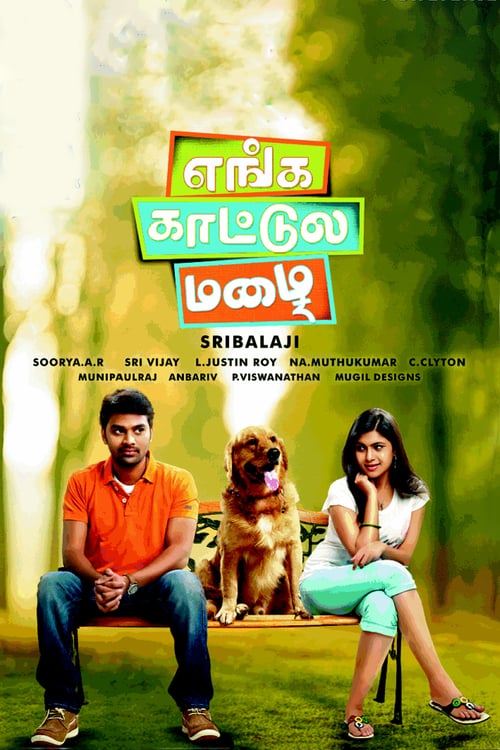 எங்க
காட்டுல
மழை
SRIBALAJI
SOORYA.A.R SRI VIJAY L.JUSTIN ROY NA.MUTHUKUMAR C.CLYTON
MUNIPAULRAJ ANBARIV P.VISWANATHAN MUGIL DESIGNS